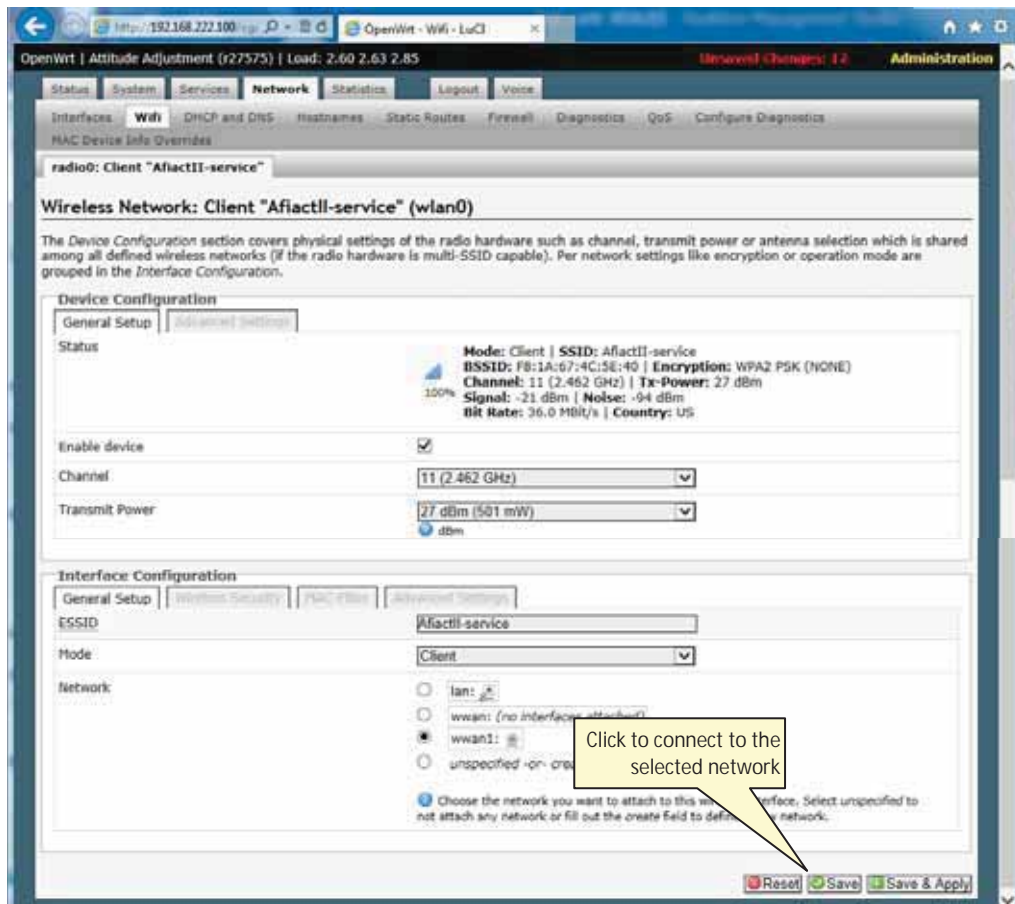 http://192.168.222.100
OpenWrt - Wifi - LuCI
OpenWrt | Attitude Adjustment (r27575) | Load: 2.60 2.63 2.85
Unsaved Changes: 12
Administration
Status System Services Network Statistics Logout Voice
Interfaces Wifi DHCP and DNS Hostnames Static Routes Firewall Diagnostics QoS Configure Diagnostics
MAC Device Info Overrides
radio0: Client "AfiactII-service"
Wireless Network: Client "AfiactII-service" (wlan0)
The Device Configuration section covers physical settings of the radio hardware such as channel, transmit power or antenna selection which is shared
among all defined wireless networks (if the radio hardware is multi-SSID capable). Per network settings like encryption or operation mode are
grouped in the Interface Configuration.
Device Configuration
General Setup Advanced Settings
Status
Mode: Client | SSID: AfiactII-service
BSSID: F8:1A:67:4C:5E:40 | Encryption: WPA2 PSK (NONE)
Channel: 11 (2.462 GHz) | Tx-Power: 27 dBm
100% Signal: -21 dBm | Noise: -94 dBm
Bit Rate: 36.0 MBit/s | Country: US
Enable device
Channel
11 (2.462 GHz)
Transmit Power
27 dBm (501 mW)
dBm
Interface Configuration
General Setup Wireless Security MAC-Filter Advanced Settings
ESSID
AfiactII-service
Mode
Client
Network
lan:
wwan: (no interfaces attached)
wwan1:
unspecified -or-
Click to connect to the
selected network
Choose the network you want to attach to this Select unspecified to
not attach any network or fill out the create field to network.
Reset Save Save & Apply